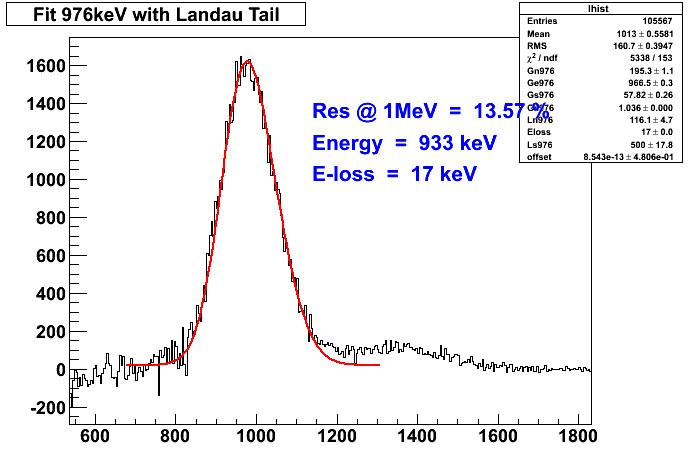 Fit 976keV with Landau Tail
lhist
Entries 105567
Mean 1013 ± 0.5581
RMS 160.7 ± 0.3947
χ² / ndf 5338 / 153
Gn976 195.3 ± 1.1
Ge976 966.5 ± 0.3
Gs976 57.82 ± 0.26
1.036 ± 0.000
Ln976 116.1 ± 4.7
Eloss 17 ± 0.0
Ls976 500 ± 17.8
offset 8.543e-13 ± 4.806e-01
Res @ 1MeV = 13.57 %
Energy = 933 keV
E-loss = 17 keV
1600
1400
1200
1000
800
600
400
200
0
-200
600 800 1000 1200 1400 1600 1800